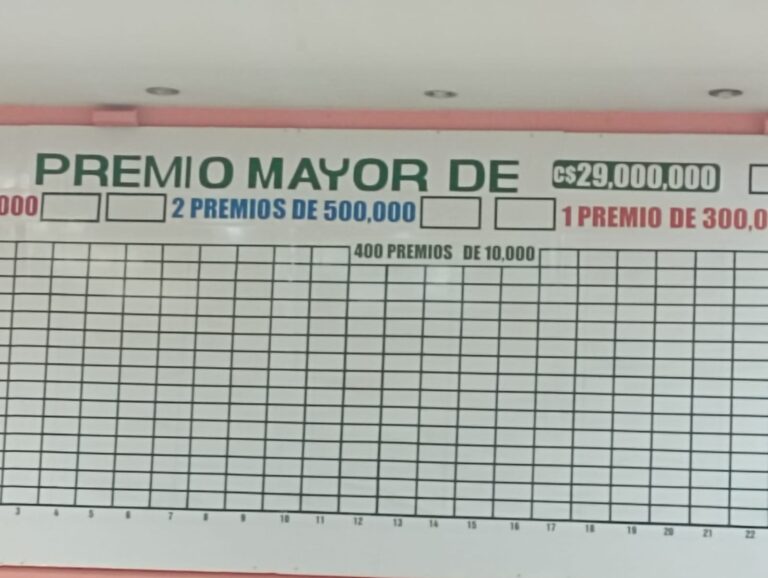 PREMIO MAYOR DE C$29,000,000
000 2 PREMIOS DE 500,000 1 PREMIO DE 300,0
400 PREMIOS DE 10,000
3 4 5 6 7 8 9 10 11 12 13 14 15 16 17 18 19 20 21 22